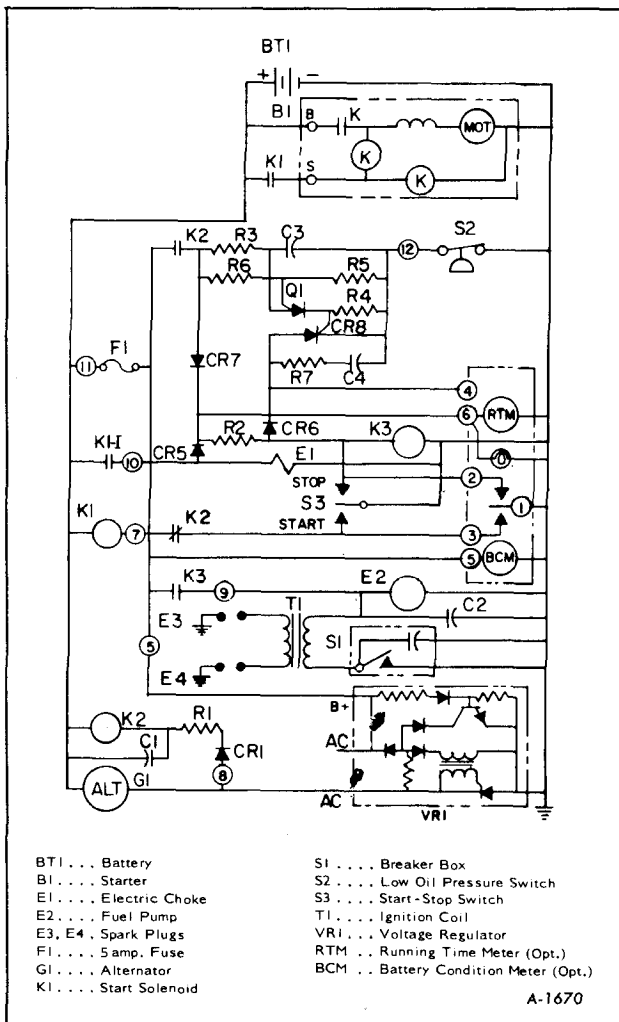 BT1
+ -
B1 B K MOT
K
K1 S K
K2 R3 C3 12 S2
R6 R5
Q1 R4
CR8
11 F1 CR7
R7 C4
4
6 RTM
R2 CR6 K3
K1-1 10 CR5 E1
STOP 2
K1 7 K2 S3 1
START 3
5 BCM
K3 9 E2
T1 C2
E3 S1
E4
5
B+
K2 R1
AC
C1 CR1
ALT G1 8
AC
VR1
BT1 . . . Battery
B1 . . . . Starter
E1 . . . . Electric Choke
E2 . . . . Fuel Pump
E3, E4 . Spark Plugs
F1 . . . . 5 amp. Fuse
G1 . . . . Alternator
K1 . . . . Start Solenoid
S1 . . . . Breaker Box
S2 . . . . Low Oil Pressure Switch
S3 . . . . Start-Stop Switch
T1 . . . . Ignition Coil
VR1 . . . Voltage Regulator
RTM . . Running Time Meter (Opt.)
BCM . . Battery Condition Meter (Opt.)
A-1670